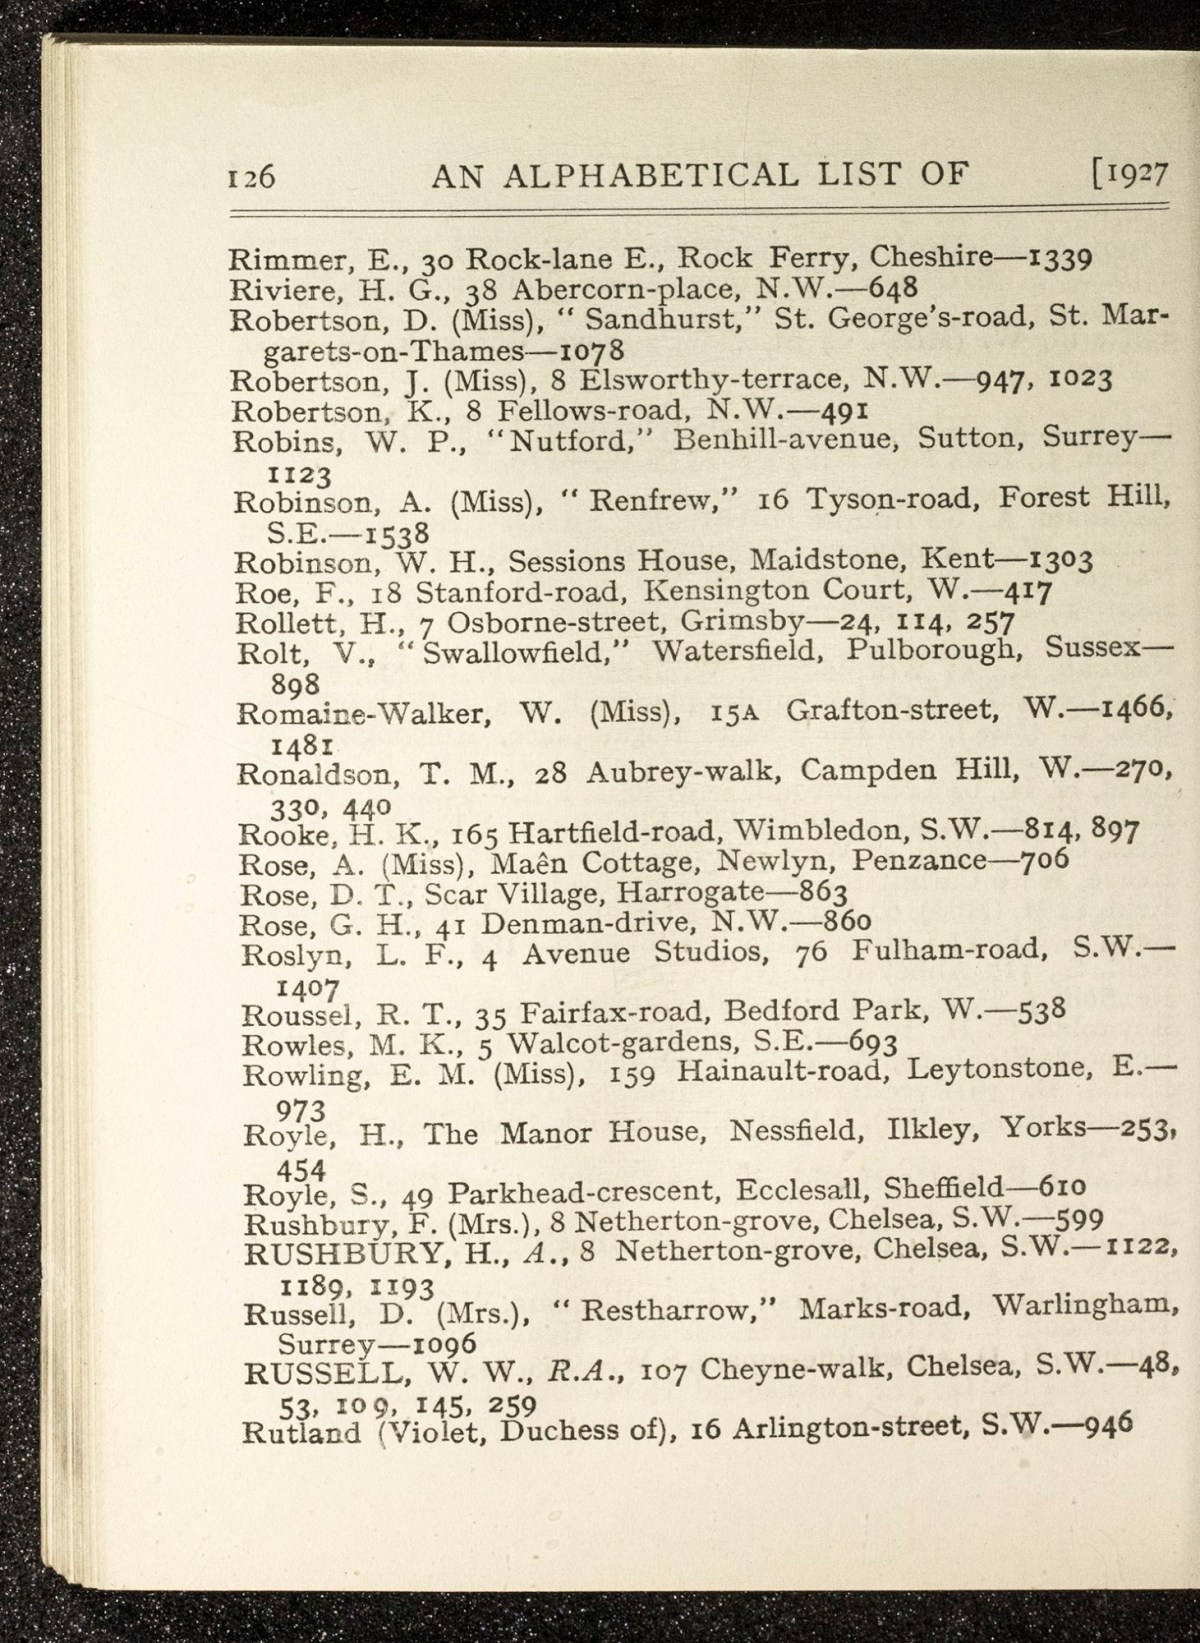 126 AN ALPHABETICAL LIST OF [1927
Rimmer, E., 30 Rock-lane E., Rock Ferry, Cheshire—1339
Riviere, H. G., 38 Abercorn-place, N.W.—648
Robertson, D. (Miss), “ Sandhurst,” St. George's-road, St. Mar-
garets-on-Thames—1078
Robertson, J. (Miss), 8 Elsworthy-terrace, N.W.—947, 1023
Robertson, K., 8 Fellows-road, N.W.—491
Robins, W. P., “Nutford,” Benhill-avenue, Sutton, Surrey—
1123
Robinson, A. (Miss), “ Renfrew,” 16 Tyson-road, Forest Hill,
S.E.—1538
Robinson, W. H., Sessions House, Maidstone, Kent—1303
Roe, F., 18 Stanford-road, Kensington Court, W.—417
Rollett, H., 7 Osborne-street, Grimsby—24, 114, 257
Rolt, V., “Swallowfield,” Watersfield, Pulborough, Sussex—
898
Romaine-Walker, W. (Miss), 15A Grafton-street, W.—1466,
1481
Ronaldson, T. M., 28 Aubrey-walk, Campden Hill, W.—270,
330, 440
Rooke, H. K., 165 Hartfield-road, Wimbledon, S.W.—814, 897
Rose, A. (Miss), Maên Cottage, Newlyn, Penzance—706
Rose, D. T., Scar Village, Harrogate—863
Rose, G. H., 41 Denman-drive, N.W.—860
Roslyn, L. F., 4 Avenue Studios, 76 Fulham-road, S.W.—
1407
Roussel, R. T., 35 Fairfax-road, Bedford Park, W.—538
Rowles, M. K., 5 Walcot-gardens, S.E.—693
Rowling, E. M. (Miss), 159 Hainault-road, Leytonstone, E.—
973
Royle, H., The Manor House, Nessfield, Ilkley, Yorks—253,
454
Royle, S., 49 Parkhead-crescent, Ecclesall, Sheffield—610
Rushbury, F. (Mrs.), 8 Netherton-grove, Chelsea, S.W.—599
RUSHBURY, H., A., 8 Netherton-grove, Chelsea, S.W.—1122,
1189, 1193
Russell, D. (Mrs.), “ Restharrow,” Marks-road, Warlingham,
Surrey—1096
RUSSELL, W. W., R.A., 107 Cheyne-walk, Chelsea, S.W.—48,
53, 109, 145, 259
Rutland (Violet, Duchess of), 16 Arlington-street, S.W.—946